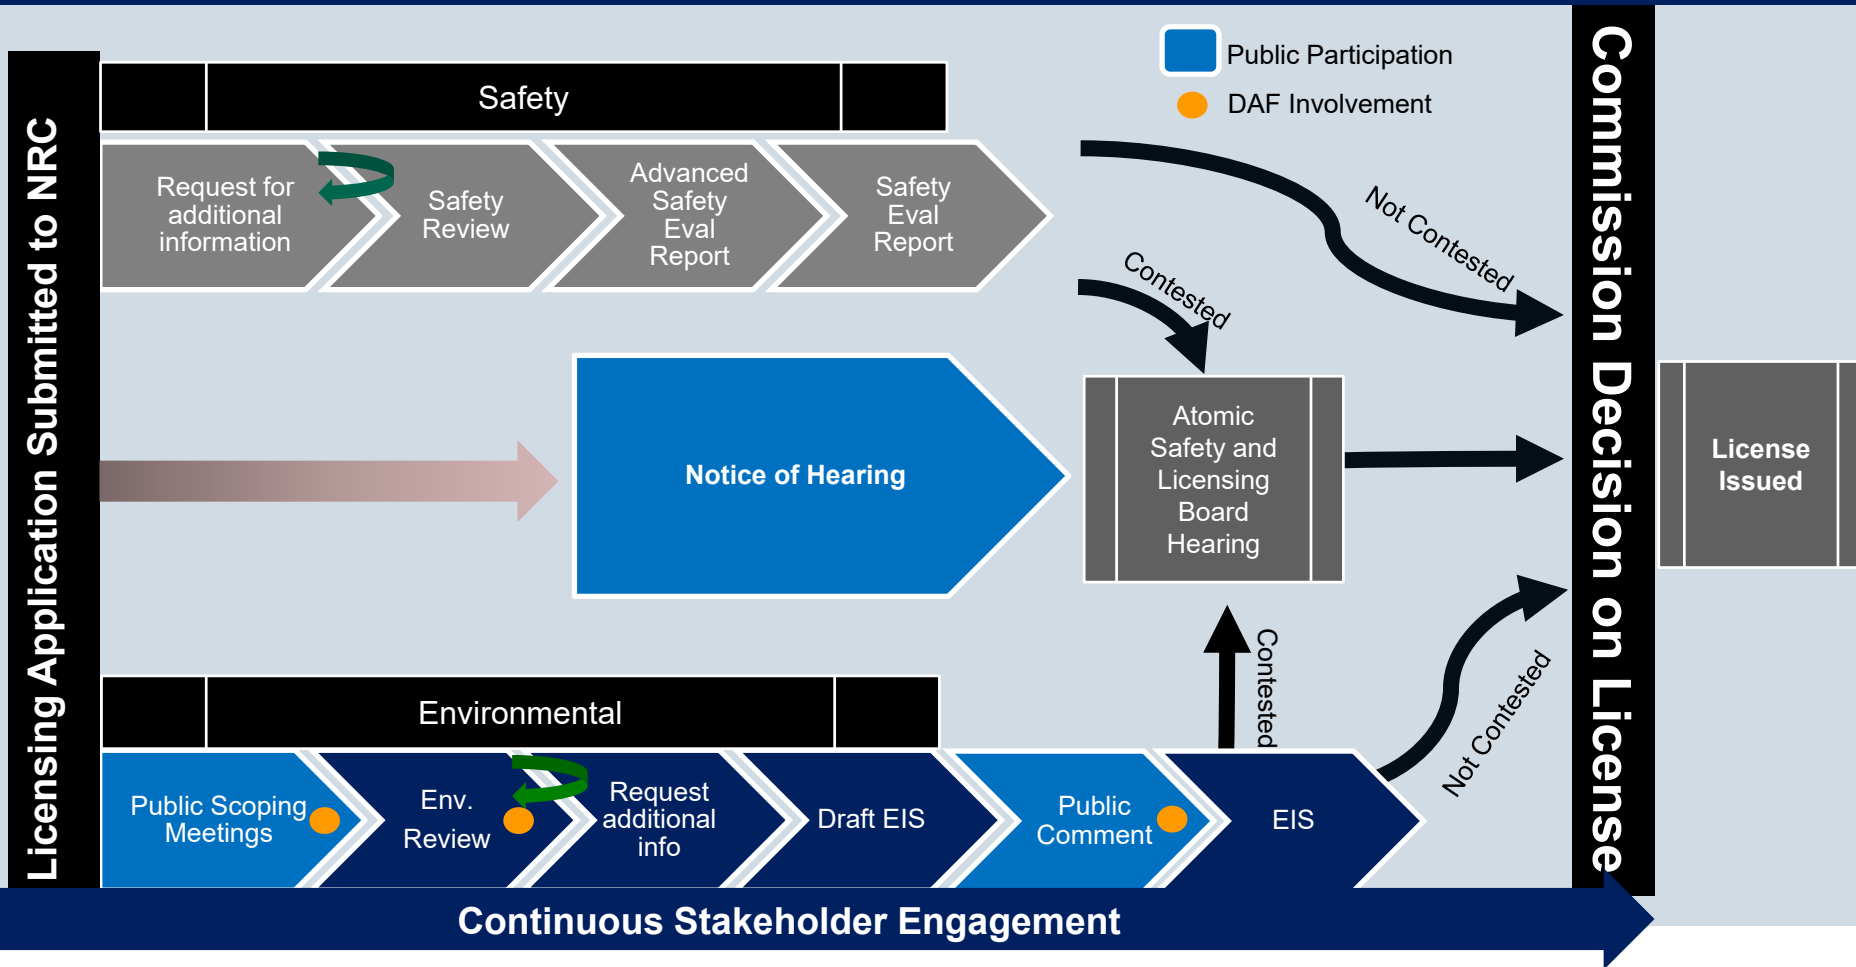 Public Participation
DAF Involvement
Licensing Application Submitted to NRC
Safety
Request for
additional
information
Safety
Review
Advanced
Safety
Eval
Report
Safety
Eval
Report
Not Contested
Contested
Notice of Hearing
Atomic
Safety and
Licensing
Board
Hearing
Commission Decision on License
License
Issued
Contested
Not Contested
Environmental
Public Scoping
Meetings
Env.
Review
Request
additional
info
Draft EIS
Public
Comment
EIS
Continuous Stakeholder Engagement